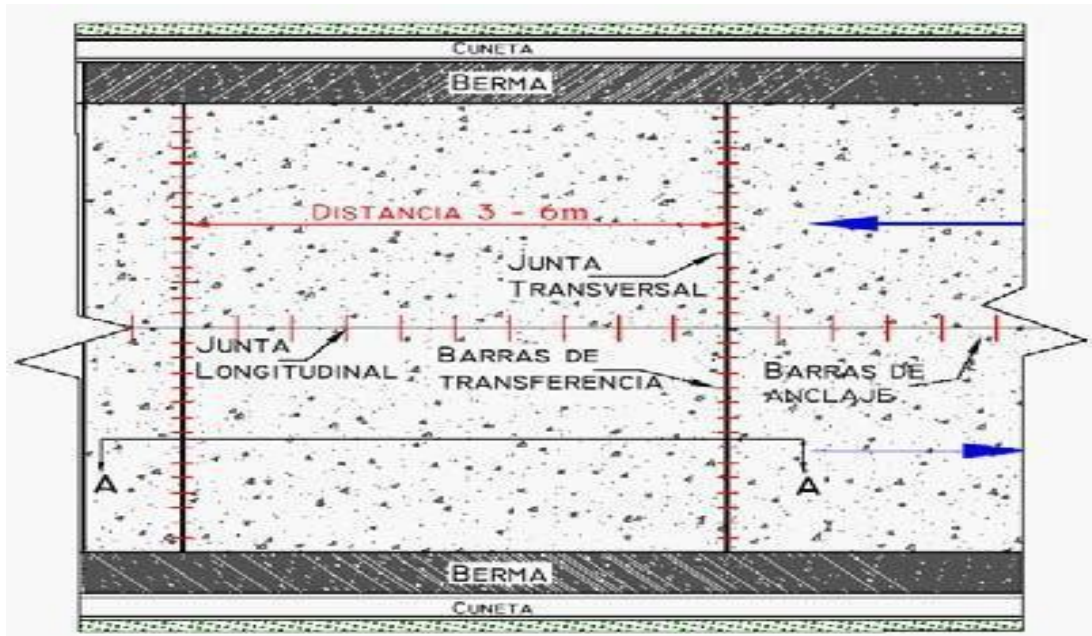 CUNETA
BERMA
DISTANCIA 3 - 6m
JUNTA
TRANSVERSAL
JUNTA
LONGITUDINAL
BARRAS DE
TRANSFERENCIA
BARRAS DE
ANCLAJE
A
A
BERMA
CUNETA